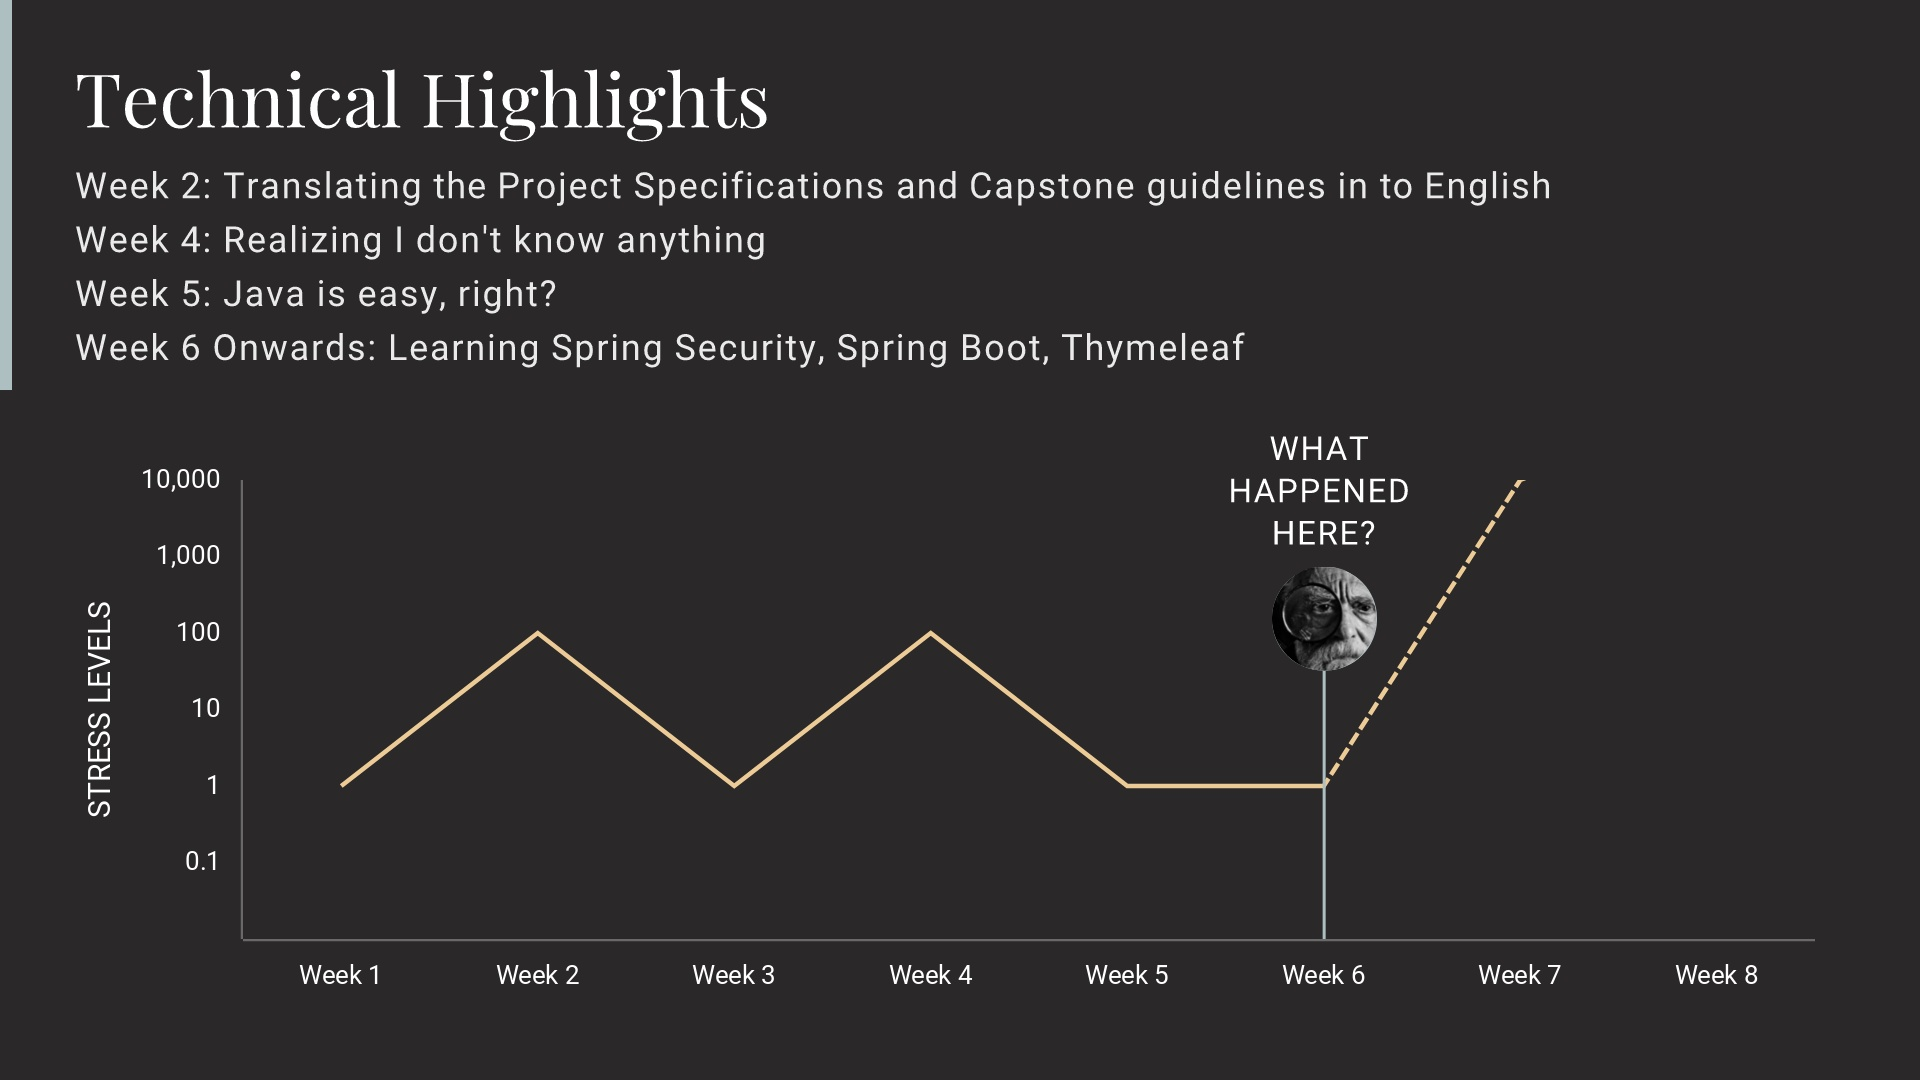 Technical Highlights
Week 2: Translating the Project Specifications and Capstone guidelines in to English
Week 4: Realizing I don't know anything
Week 5: Java is easy, right?
Week 6 Onwards: Learning Spring Security, Spring Boot, Thymeleaf
WHAT
HAPPENED
HERE?
STRESS LEVELS
10,000
1,000
100
10
1
0.1
Week 1
Week 2
Week 3
Week 4
Week 5
Week 6
Week 7
Week 8